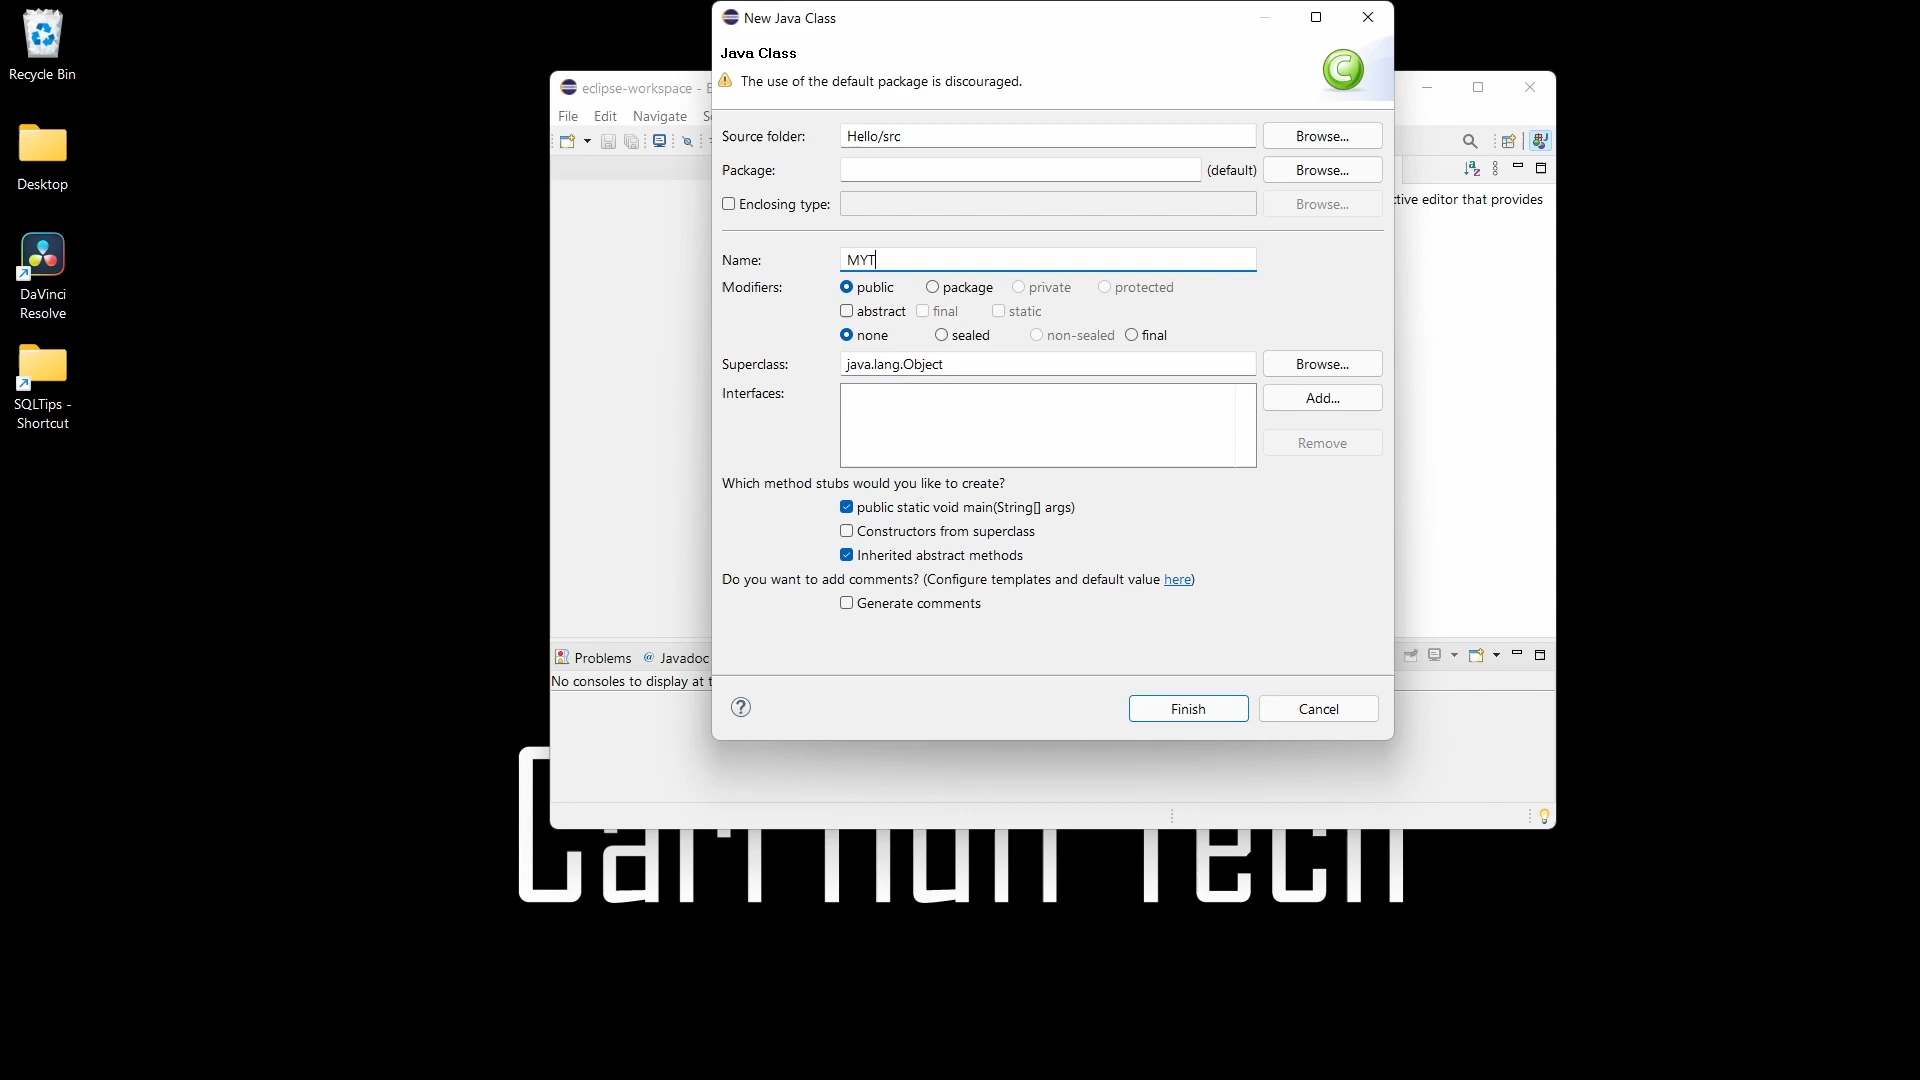 Recycle Bin
Desktop
DaVinci
Resolve
SQLTips -
Shortcut
eclipse-workspace - E
File Edit Navigate
New Java Class
Java Class
The use of the default package is discouraged.
Source folder: Hello/src Browse...
Package: (default) Browse...
Enclosing type: Browse...
Name: MYT
Modifiers: public package private protected
abstract final static
none sealed non-sealed final
Superclass: java.lang.Object Browse...
Interfaces: Add...
Remove
Which method stubs would you like to create?
public static void main(String[] args)
Constructors from superclass
Inherited abstract methods
Do you want to add comments? (Configure templates and default value here)
Generate comments
Finish Cancel
ctive editor that provides
Problems @ Javadoc
No consoles to display at t
Tech